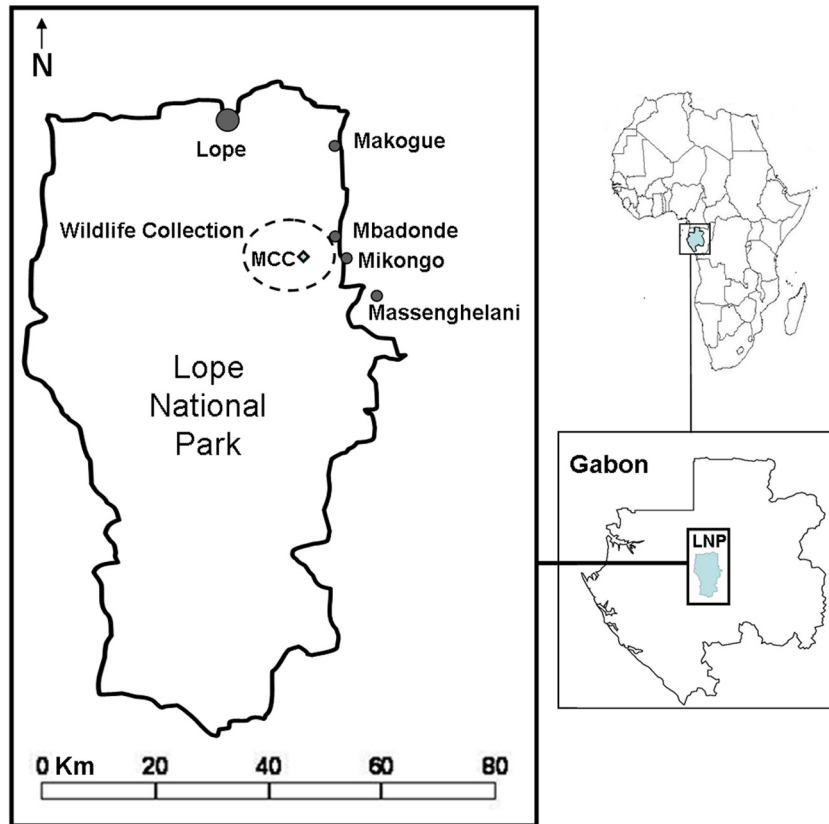 N
Lope
Makogue
Wildlife Collection
Mbadonde
MCC
Mikongo
Massenghelani
Lope
National
Park
0 Km 20 40 60 80
Gabon
LNP